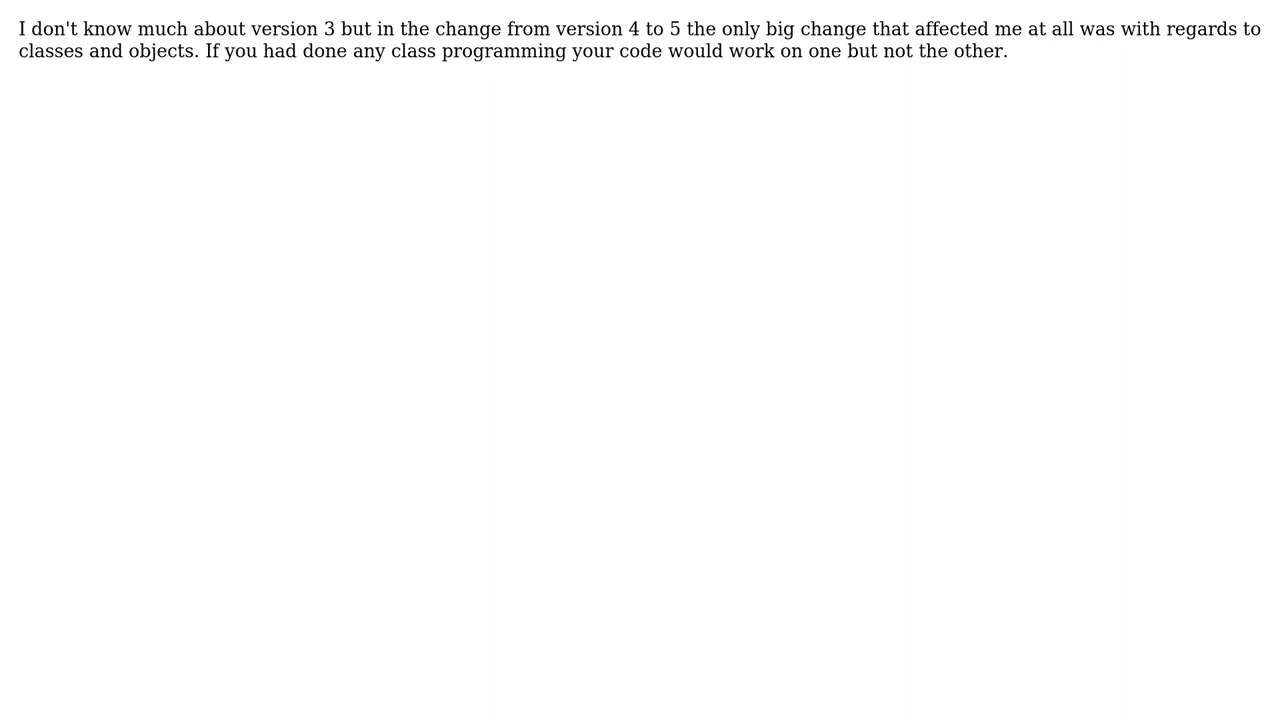 I don't know much about version 3 but in the change from version 4 to 5 the only big change that affected me at all was with regards to
classes and objects. If you had done any class programming your code would work on one but not the other.